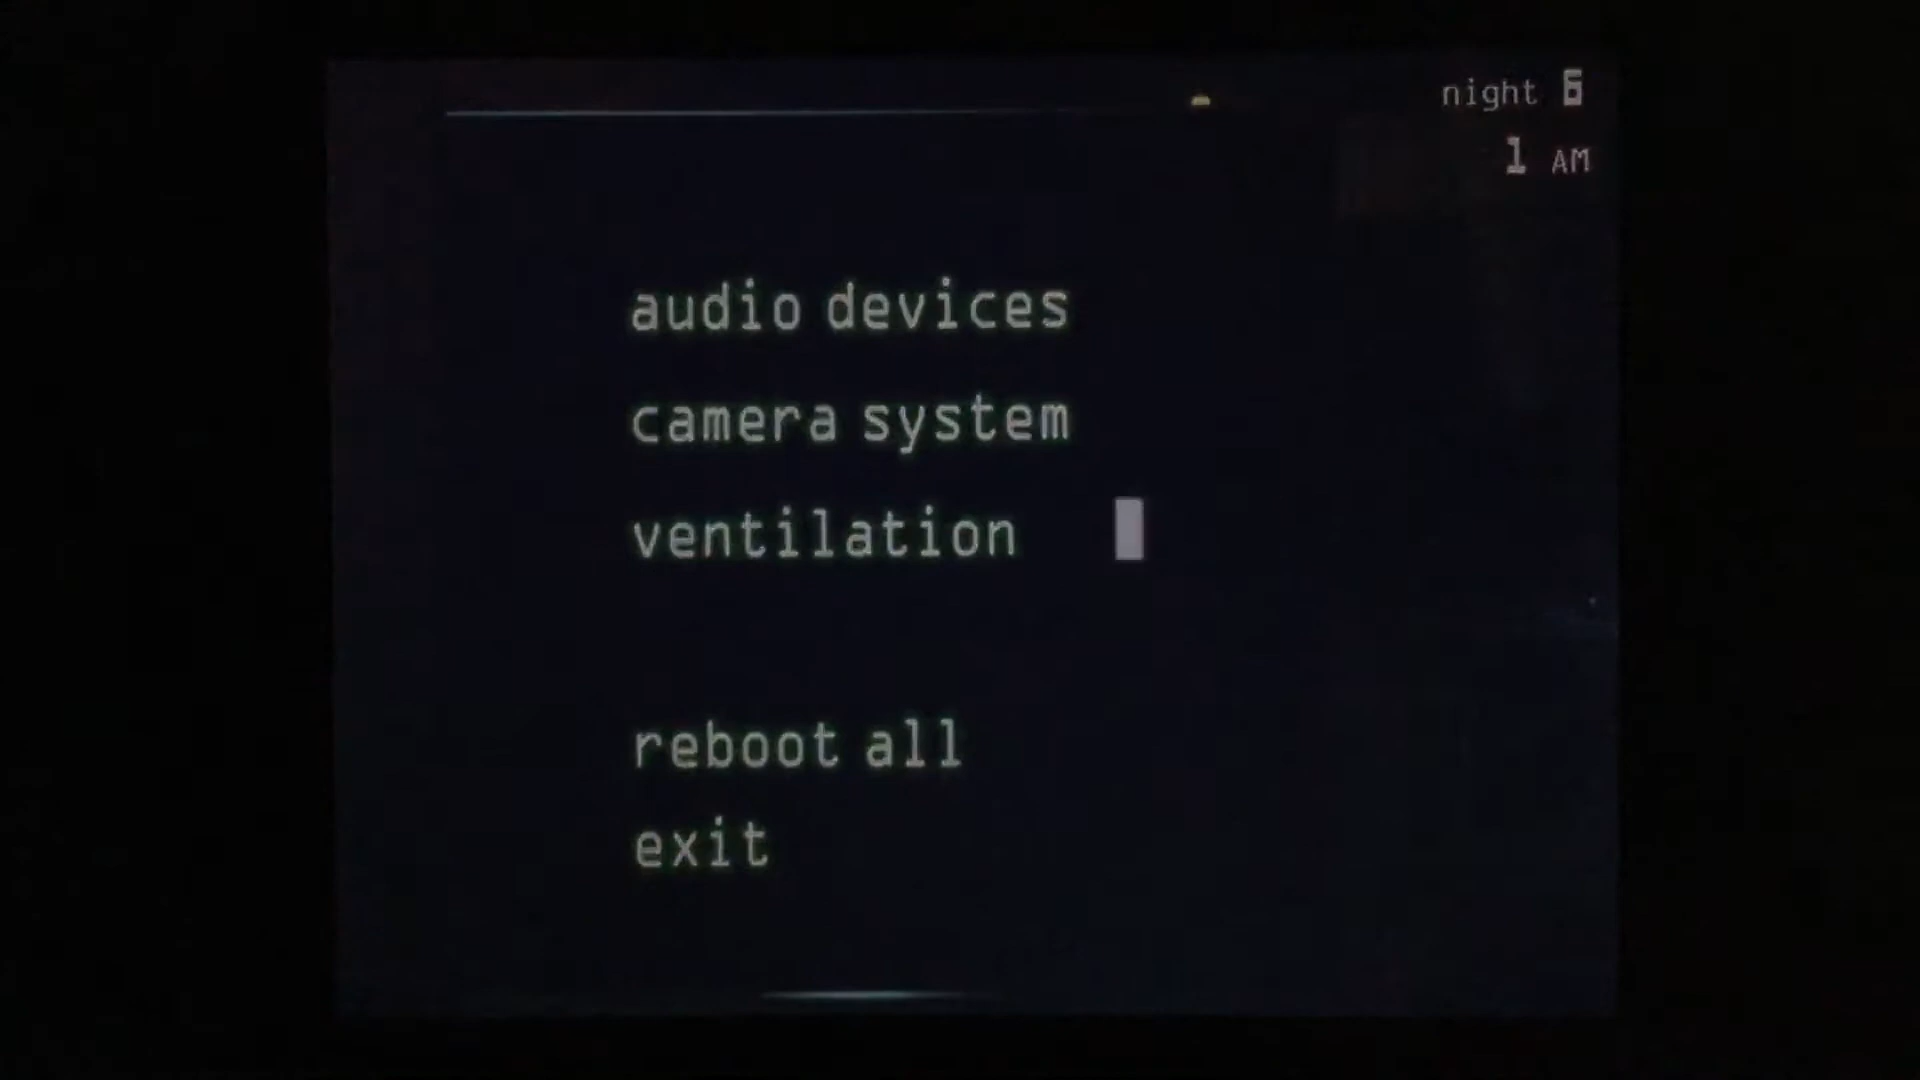 night 6
1 AM
audio devices
camera system
ventilation
reboot all
exit